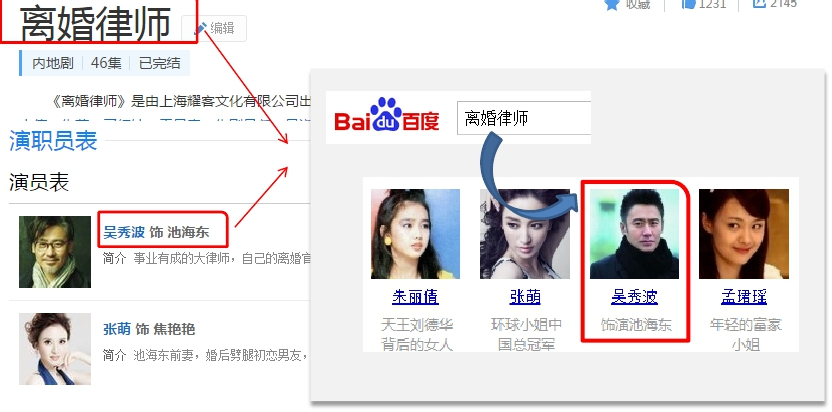 离婚律师
编辑
收藏
1231
2145
内地剧
46集
已完结
《离婚律师》是由上海耀客文化有限公司出
演职员表
演员表
吴秀波 饰 池海东
简介 事业有成的大律师，自己的离婚官
张萌 饰 焦艳艳
简介 池海东前妻，婚后劈腿初恋男友，
Bai du 百度
离婚律师
朱丽倩
天王刘德华
背后的女人
张萌
环球小姐中
国总冠军
吴秀波
饰演池海东
孟珺瑶
年轻的富家
小姐